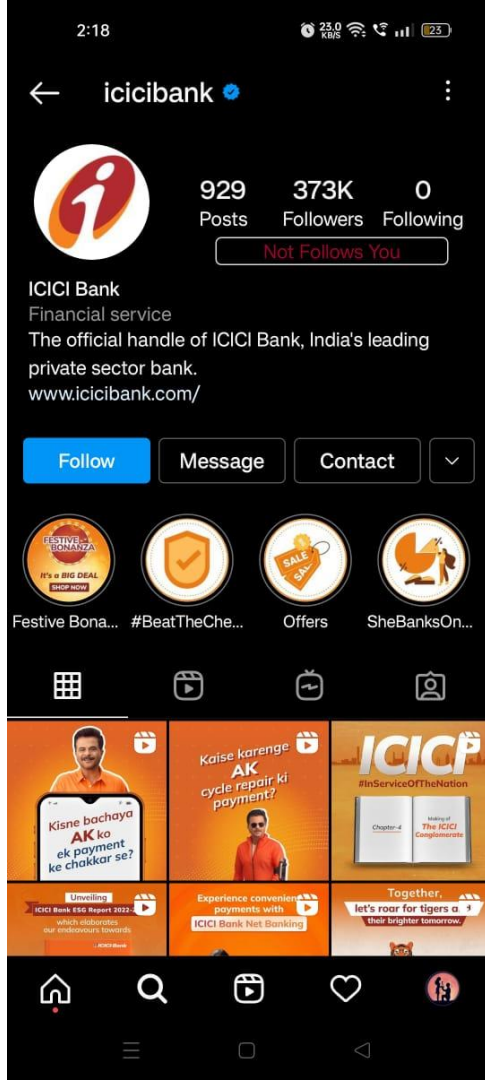 2:18
23.0
KB/S
23
icicibank
929 373K 0
Posts Followers Following
Not Follows You
ICICI Bank
Financial service
The official handle of ICICI Bank, India's leading
private sector bank.
www.icicibank.com/
Follow Message Contact
FESTIVE
BONANZA
It's a BIG DEAL
SHOP NOW
SALE
SAL
Festive Bona... #BeatTheChe... Offers SheBanksOn...
Kisne bachaya
AK ko
ek payment
ke chakkar se?
Kaise karenge
AK
cycle repair ki
payment?
ICICI
#InServiceOfTheNation
Chapter-4
Making of
The ICICI
Conglomerate
Unveiling
ICICI Bank ESG Report 2022-2
which elaborates
our endeavours towards
ICICI Bank
Experience convenien
payments with
ICICI Bank Net Banking
Together,
let's roar for tigers a
their brighter tomorrow.